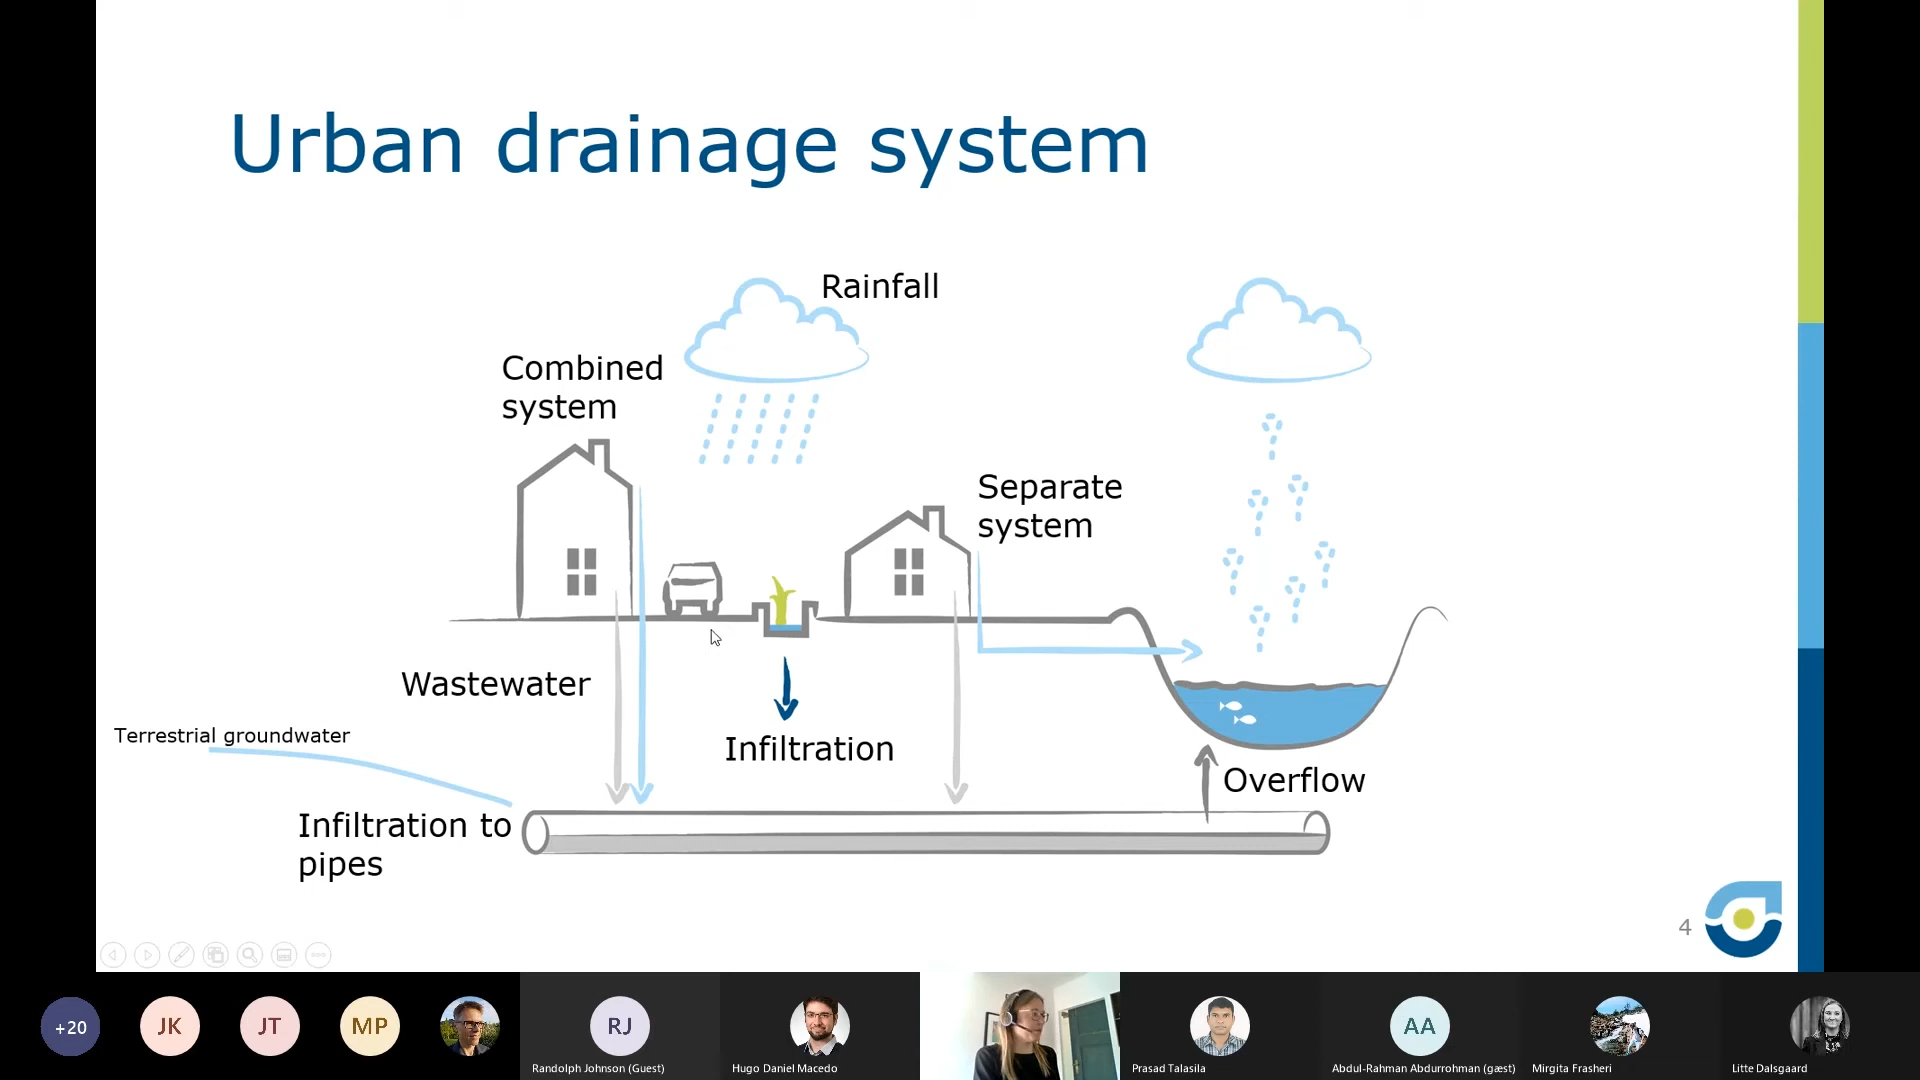 Urban drainage system
Rainfall
Combined
system
Separate
system
Wastewater
Terrestrial groundwater
Infiltration
Overflow
Infiltration to
pipes
4
+20
JK
JT
MP
RJ
AA
Randolph Johnson (Guest)
Hugo Daniel Macedo
Prasad Talasila
Abdul-Rahman Abdurrohman (gæst)
Mirgita Frasheri
Litte Dalsgaard